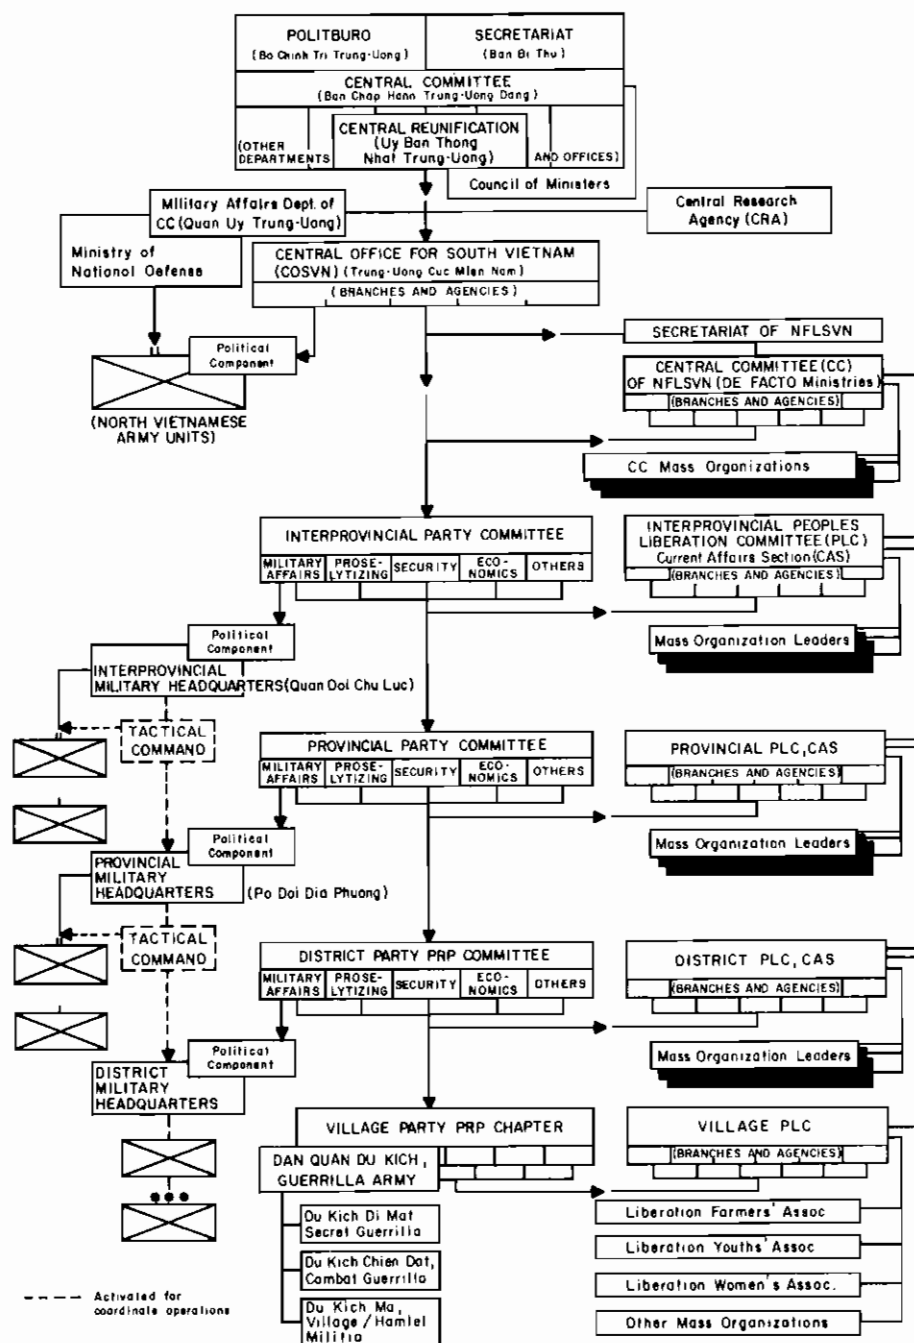 POLITBURO
(Bo Chinh Tri Trung-Uong)
SECRETARIAT
(Ban Bi Thu)
CENTRAL COMMITTEE
(Ban Chap Hann Trung-Uong Dang)
(OTHER
DEPARTMENTS
CENTRAL REUNIFICATION
(Uy Ban Thong
Nhat Trung-Uong)
AND OFFICES)
Council of Ministers
Military Affairs Dept. of
CC (Quan Uy Trung-Uong)
Central Research
Agency (CRA)
Ministry of
National Defense
CENTRAL OFFICE FOR SOUTH VIETNAM
(COSVN) (Trung-Uong Cuc Mien Nam)
(BRANCHES AND AGENCIES)
Political
Component
(NORTH VIETNAMESE
ARMY UNITS)
SECRETARIAT OF NFLSVN
CENTRAL COMMITTEE (CC)
OF NFLSVN (DE FACTO Ministries)
(BRANCHES AND AGENCIES)
CC Mass Organizations
INTERPROVINCIAL PARTY COMMITTEE
MILITARY
AFFAIRS
PROSE-
LYTIZING
SECURITY
ECO-
NOMICS
OTHERS
INTERPROVINCIAL PEOPLES
LIBERATION COMMITTEE (PLC)
Current Affairs Section (CAS)
(BRANCHES AND AGENCIES)
Mass Organization Leaders
Political
Component
INTERPROVINCIAL
MILITARY HEADQUARTERS (Quan Doi Chu Luc)
TACTICAL
COMMAND
PROVINCIAL PARTY COMMITTEE
MILITARY
AFFAIRS
PROSE-
LYTIZING
SECURITY
ECO-
NOMICS
OTHERS
PROVINCIAL PLC, CAS
(BRANCHES AND AGENCIES)
Mass Organization Leaders
Political
Component
PROVINCIAL
MILITARY
HEADQUARTERS
(Po Doi Dia Phuong)
TACTICAL
COMMAND
DISTRICT PARTY PRP COMMITTEE
MILITARY
AFFAIRS
PROSE-
LYTIZING
SECURITY
ECO-
NOMICS
OTHERS
DISTRICT PLC, CAS
(BRANCHES AND AGENCIES)
Mass Organization Leaders
Political
Component
DISTRICT
MILITARY
HEADQUARTERS
VILLAGE PARTY PRP CHAPTER
DAN QUAN DU KICH,
GUERRILLA ARMY
Du Kich Di Mat
Secret Guerrilla
Du Kich Chien Dat,
Combat Guerrilla
Du Kich Ma,
Village / Hamlel
Militia
VILLAGE PLC
(BRANCHES AND AGENCIES)
Liberation Farmers' Assoc
Liberation Youths' Assoc
Liberation Women's Assoc.
Other Mass Organizations
Activated for
coordinate operations